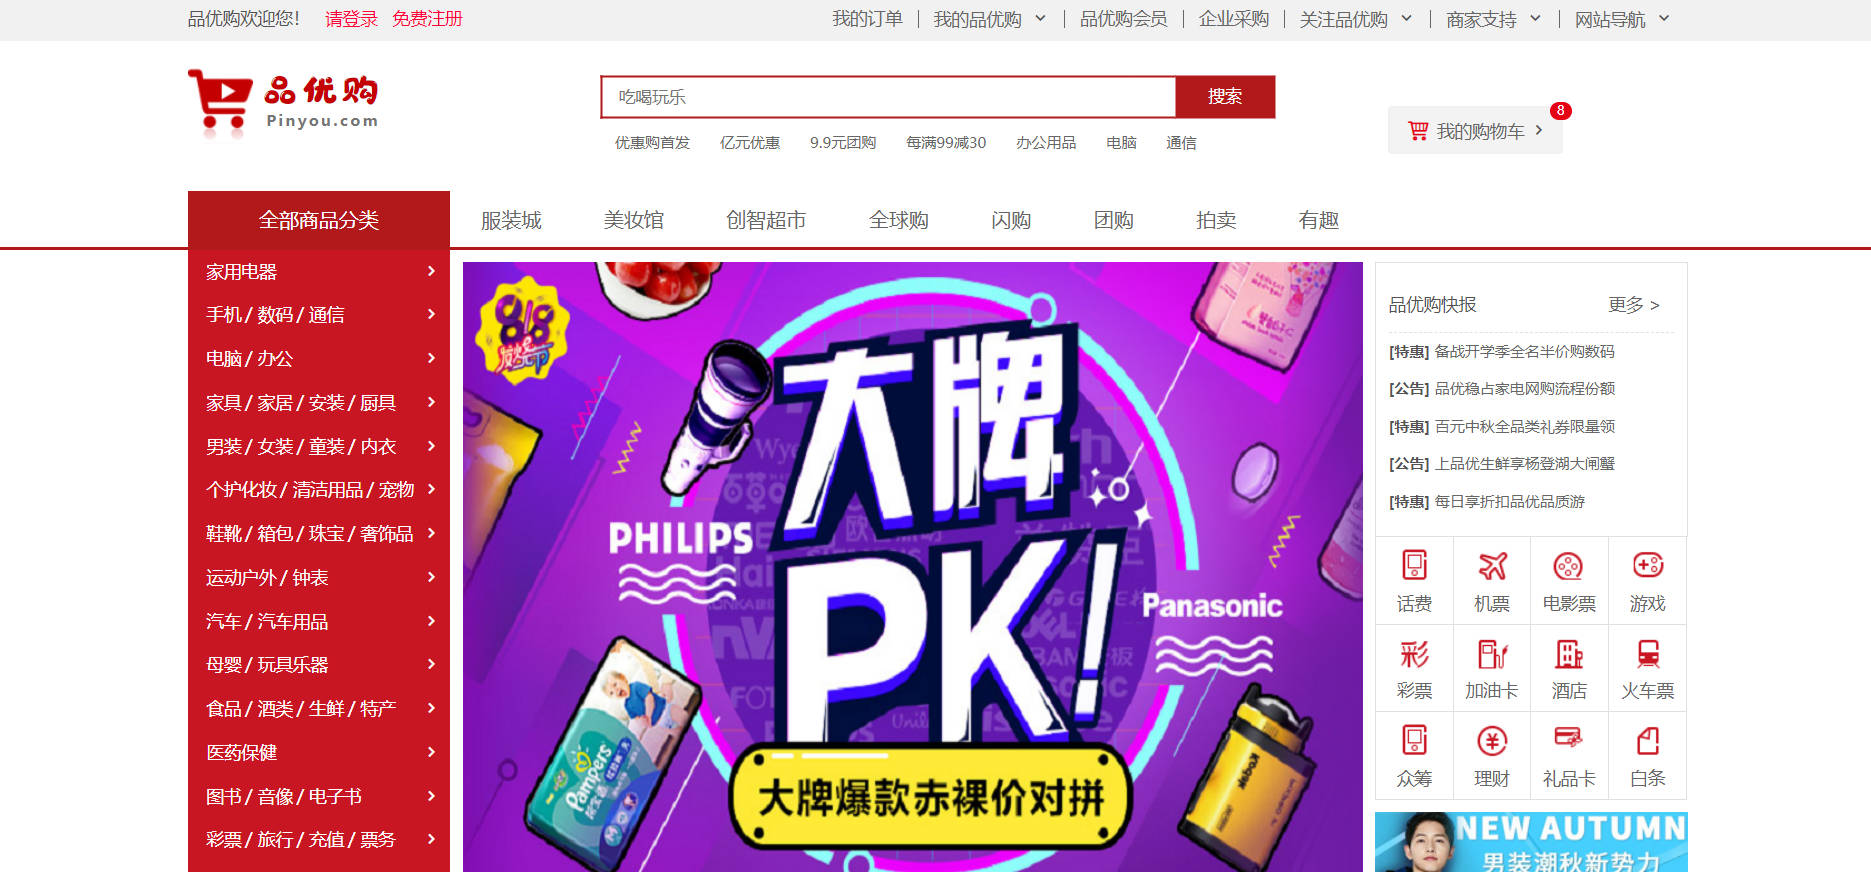 品优购欢迎您! 请登录 免费注册
我的订单 我的品优购 品优购会员 企业采购 关注品优购 商家支持 网站导航
品优购
Pinyou.com
吃喝玩乐 搜索
8
我的购物车
优惠购首发 亿元优惠 9.9元团购 每满99减30 办公用品 电脑 通信
全部商品分类 服装城 美妆馆 创智超市 全球购 闪购 团购 拍卖 有趣
家用电器
手机 / 数码 / 通信
电脑 / 办公
家具 / 家居 / 安装 / 厨具
男装 / 女装 / 童装 / 内衣
个护化妆 / 清洁用品 / 宠物
鞋靴 / 箱包 / 珠宝 / 奢饰品
运动户外 / 钟表
汽车 / 汽车用品
母婴 / 玩具乐器
食品 / 酒类 / 生鲜 / 特产
医药保健
图书 / 音像 / 电子书
彩票 / 旅行 / 充值 / 票务
818
大牌
PK!
PHILIPS
Panasonic
Pampers
Kodak
大牌爆款赤裸价对拼
品优购快报 更多 >
[特惠] 备战开学季全名半价购数码
[公告] 品优稳占家电网购流程份额
[特惠] 百元中秋全品类礼券限量领
[公告] 上品优生鲜享杨登湖大闸蟹
[特惠] 每日享折扣品优品质游
话费 机票 电影票 游戏
彩
彩票 加油卡 酒店 火车票
众筹 理财 礼品卡 白条
NEW AUTUMN
男装潮秋新势力